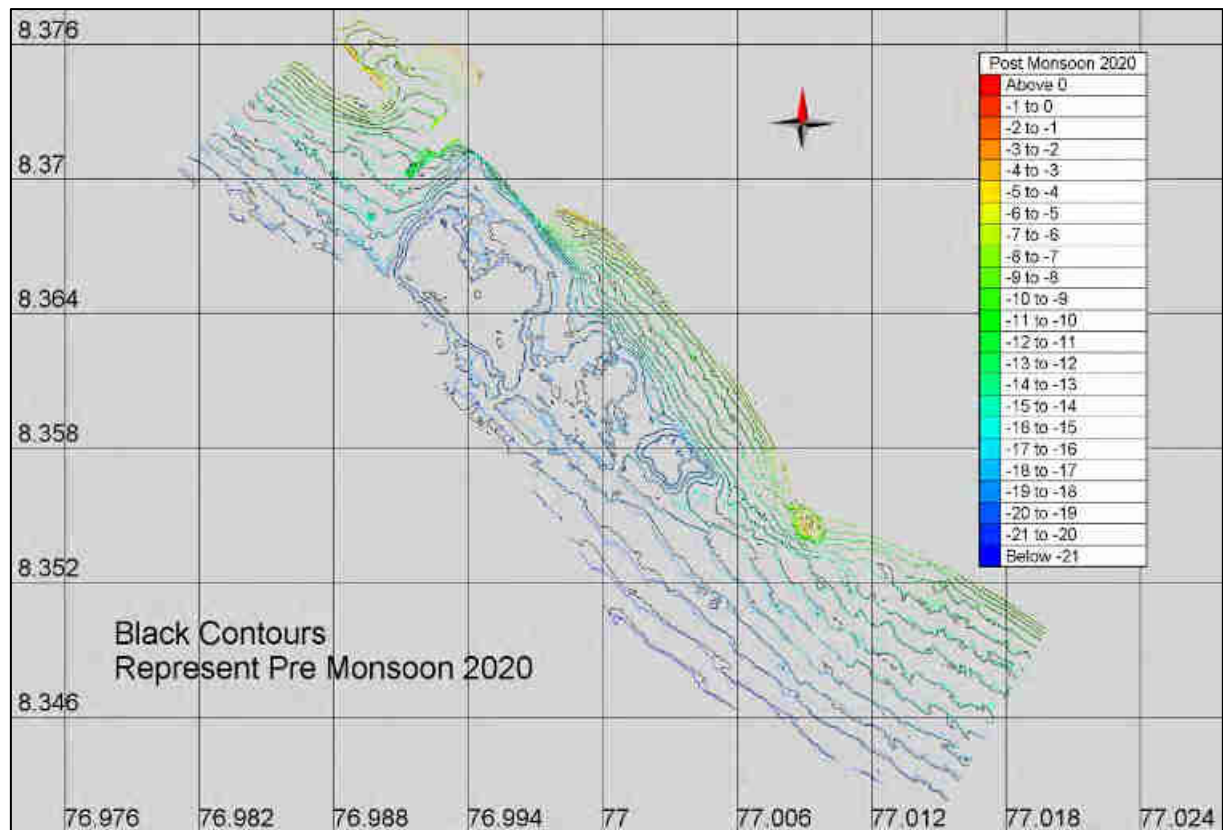 8.376
8.37
8.364
8.358
8.352
8.346
Post Monsoon 2020
Above 0
-1 to 0
-2 to -1
-3 to -2
-4 to -3
-5 to -4
-6 to -5
-7 to -6
-8 to -7
-9 to -8
-10 to -9
-11 to -10
-12 to -11
-13 to -12
-14 to -13
-15 to -14
-16 to -15
-17 to -16
-18 to -17
-19 to -18
-20 to -19
-21 to -20
Below -21
Black Contours
Represent Pre Monsoon 2020
76.976 76.982 76.988 76.994 77 77.006 77.012 77.018 77.024